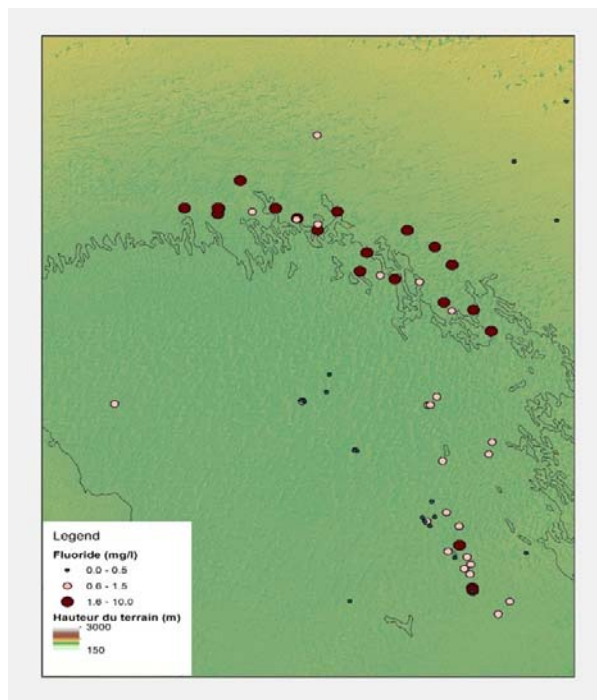 Legend
Fluoride (mg/l)
0.0 - 0.5
0.6 - 1.5
1.6 - 10.0
Hauteur du terrain (m)
3000
150